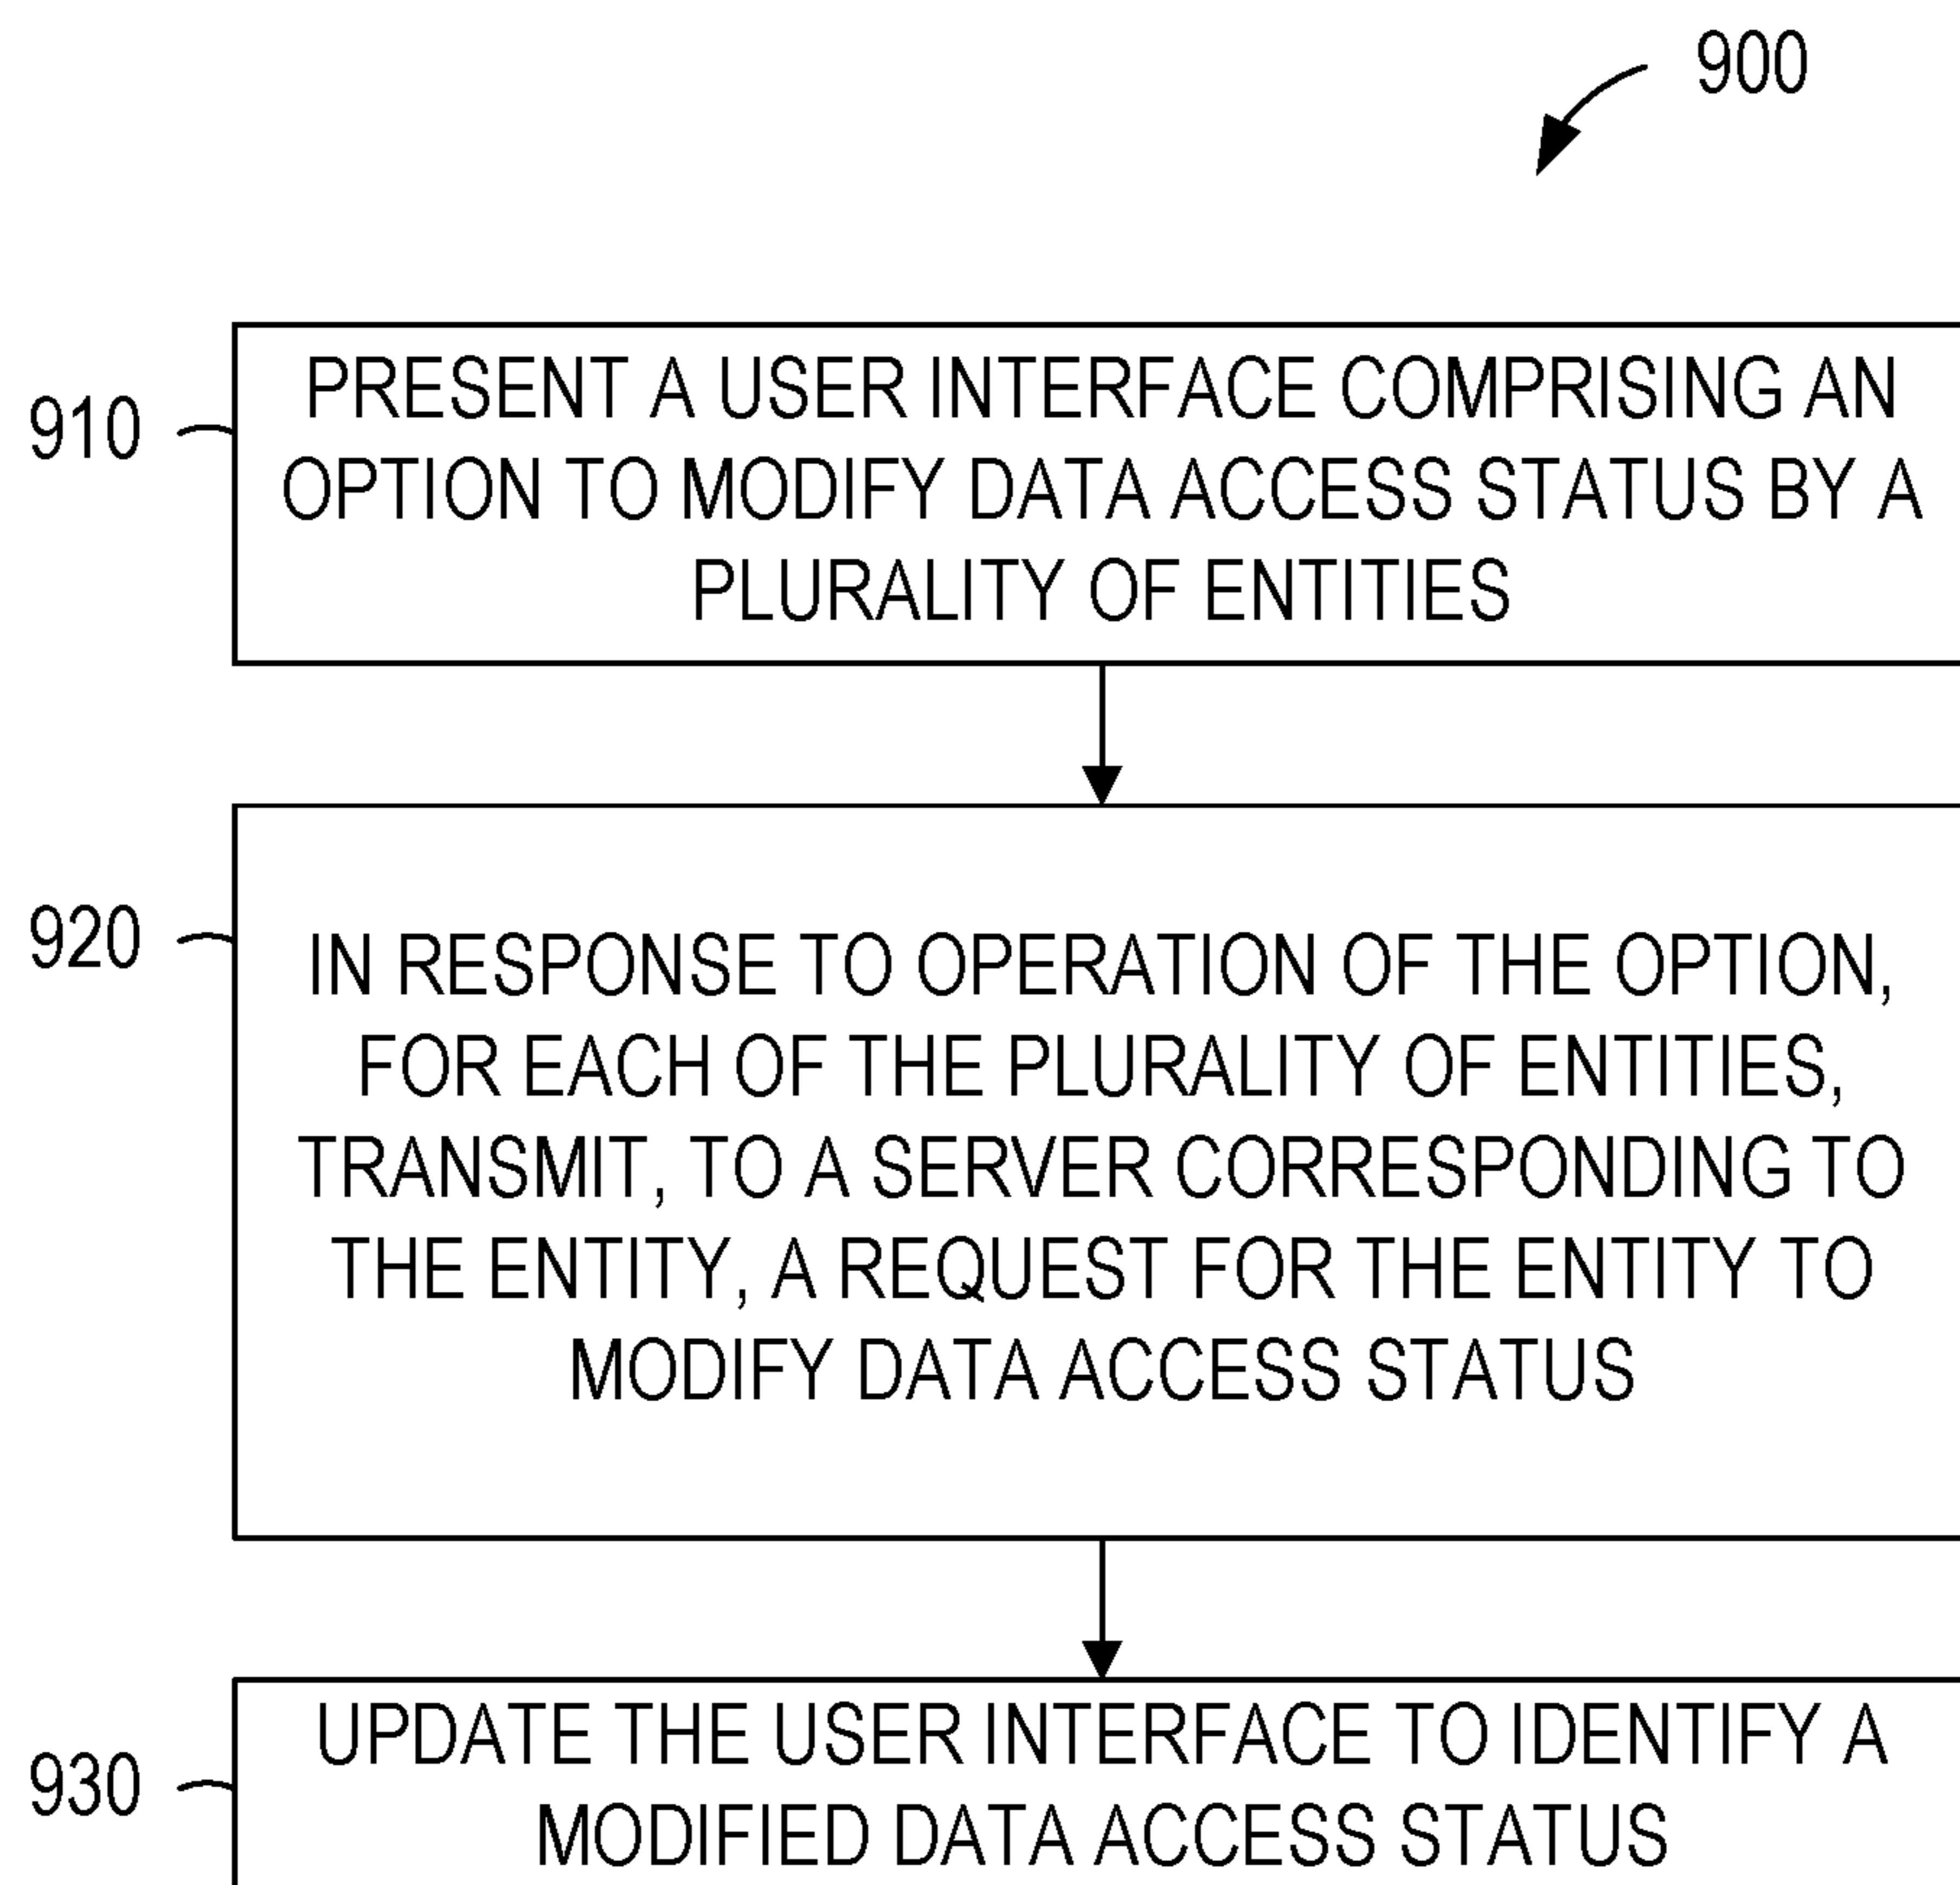 900
910
PRESENT A USER INTERFACE COMPRISING AN
OPTION TO MODIFY DATA ACCESS STATUS BY A
PLURALITY OF ENTITIES
920
IN RESPONSE TO OPERATION OF THE OPTION,
FOR EACH OF THE PLURALITY OF ENTITIES,
TRANSMIT, TO A SERVER CORRESPONDING TO
THE ENTITY, A REQUEST FOR THE ENTITY TO
MODIFY DATA ACCESS STATUS
930
UPDATE THE USER INTERFACE TO IDENTIFY A
MODIFIED DATA ACCESS STATUS